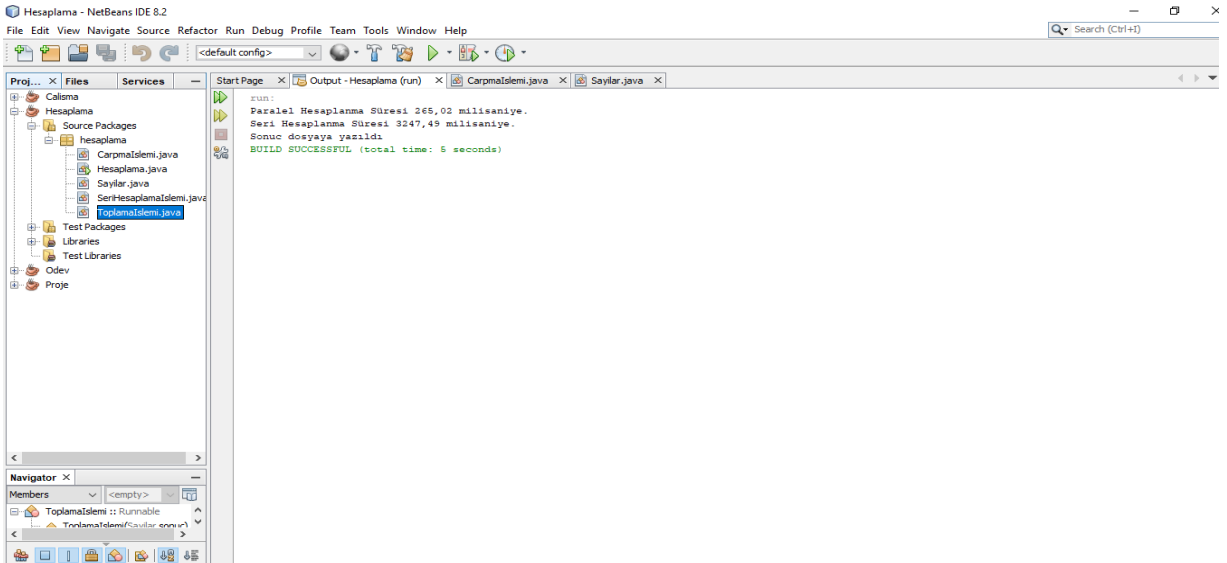 Hesaplama - NetBeans IDE 8.2
File Edit View Navigate Source Refactor Run Debug Profile Team Tools Window Help
Search (Ctrl+I)
<default config>
Proj... Files Services
Start Page
Output - Hesaplama (run)
CarpmaIslemi.java
Sayilar.java
Calisma
Hesaplama
Source Packages
hesaplama
CarpmaIslemi.java
Hesaplama.java
Sayilar.java
SeriHesaplamaIslemi.java
ToplamaIslemi.java
Test Packages
Libraries
Test Libraries
Odev
Proje
run:
Paralel Hesaplanma Süresi 265,02 milisaniye.
Seri Hesaplanma Süresi 3247,49 milisaniye.
Sonuc dosyaya yazıldı
BUILD SUCCESSFUL (total time: 5 seconds)
Navigator
Members <empty>
ToplamaIslemi :: Runnable
ToplamaIslemi(Sayilar sonuc)